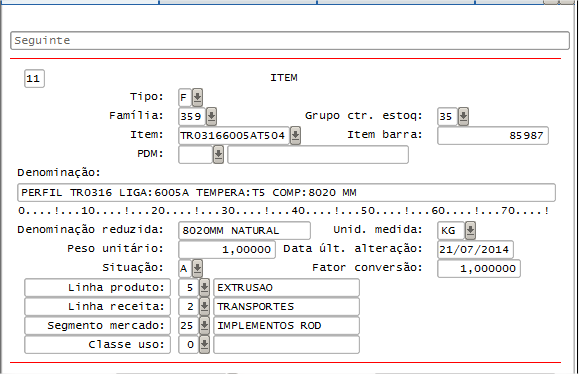 Seguinte
11 ITEM
Tipo: F
Família: 359 Grupo ctr. estoq: 35
Item: TR03166005AT504 Item barra: 85987
PDM:
Denominação:
PERFIL TR0316 LIGA:6005A TEMPERA:T5 COMP:8020 MM
0....!...10....!...20....!...30....!...40....!...50....!...60....!...70....!
Denominação reduzida: 8020MM NATURAL Unid. medida: KG
Peso unitário: 1,00000 Data últ. alteração: 21/07/2014
Situação: A Fator conversão: 1,000000
Linha produto: 5 EXTRUSAO
Linha receita: 2 TRANSPORTES
Segmento mercado: 25 IMPLEMENTOS ROD
Classe uso: 0